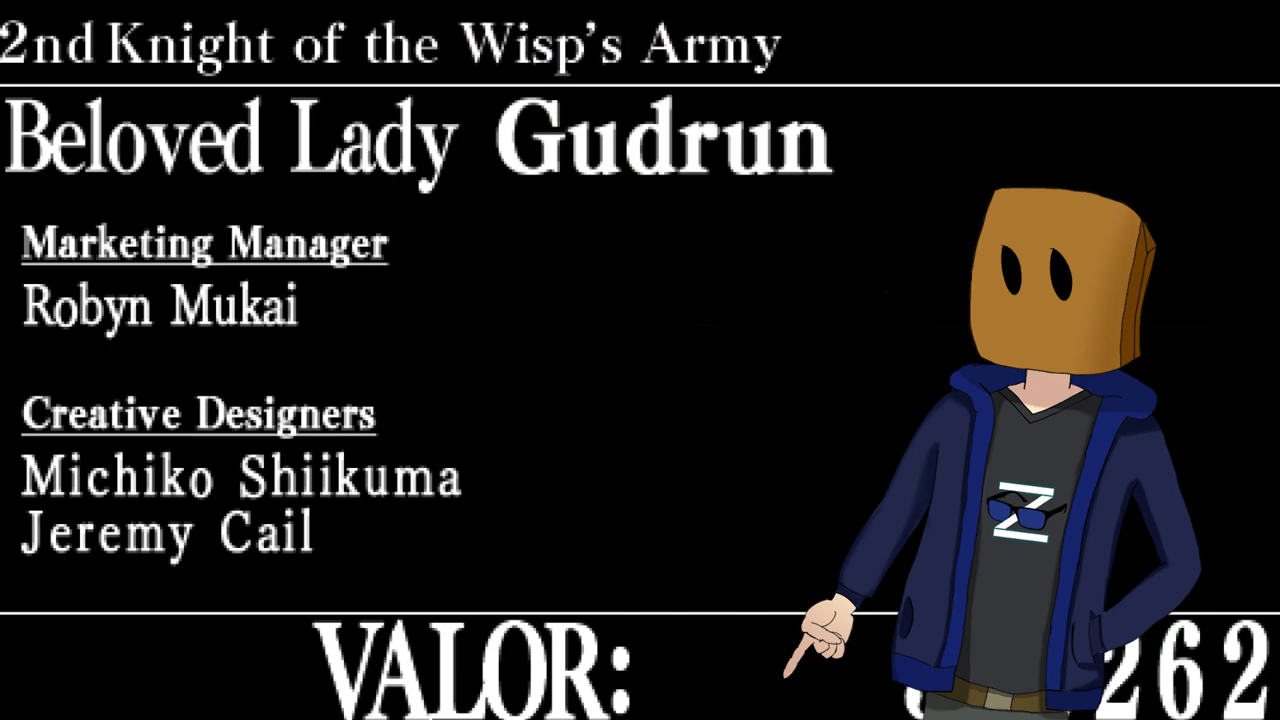 2nd Knight of the Wisp's Army
Beloved Lady Gudrun
Marketing Manager
Robyn Mukai
Creative Designers
Michiko Shiikuma
Jeremy Cail
Z
VALOR: 262